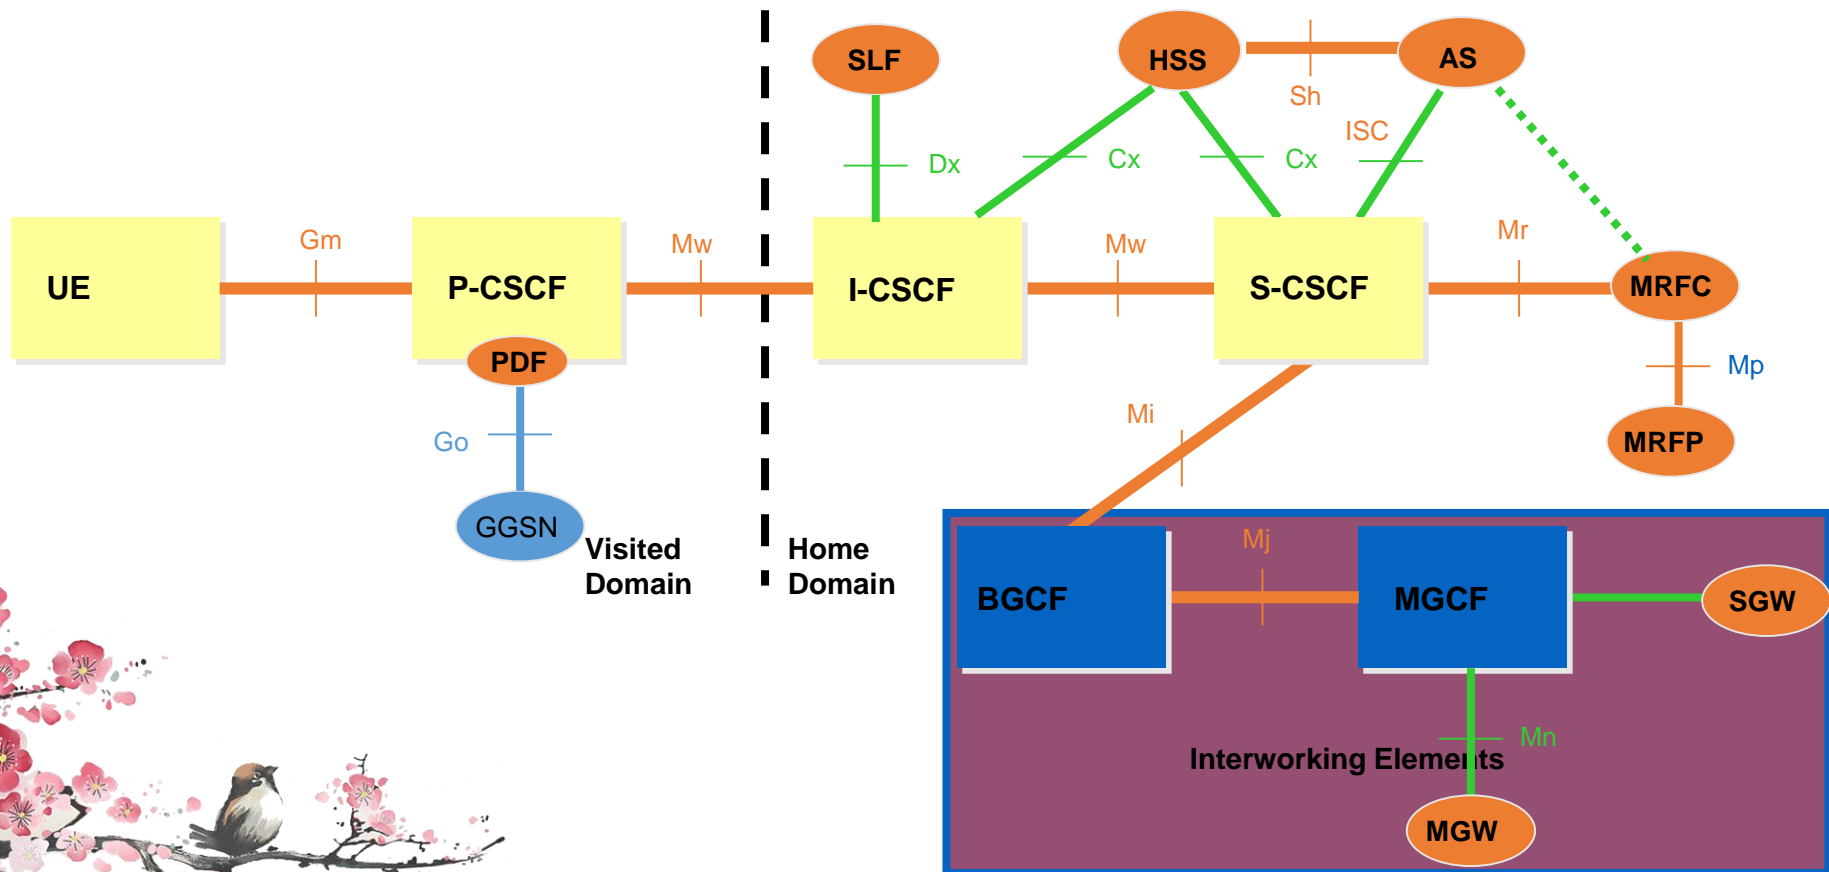 SLF
HSS
AS
Sh
ISC
Dx
Cx
Cx
UE
Gm
P-CSCF
Mw
I-CSCF
Mw
S-CSCF
Mr
MRFC
PDF
Mp
Go
Mi
MRFP
GGSN
Visited
Domain
Home
Domain
BGCF
Mj
MGCF
SGW
Mn
Interworking Elements
MGW